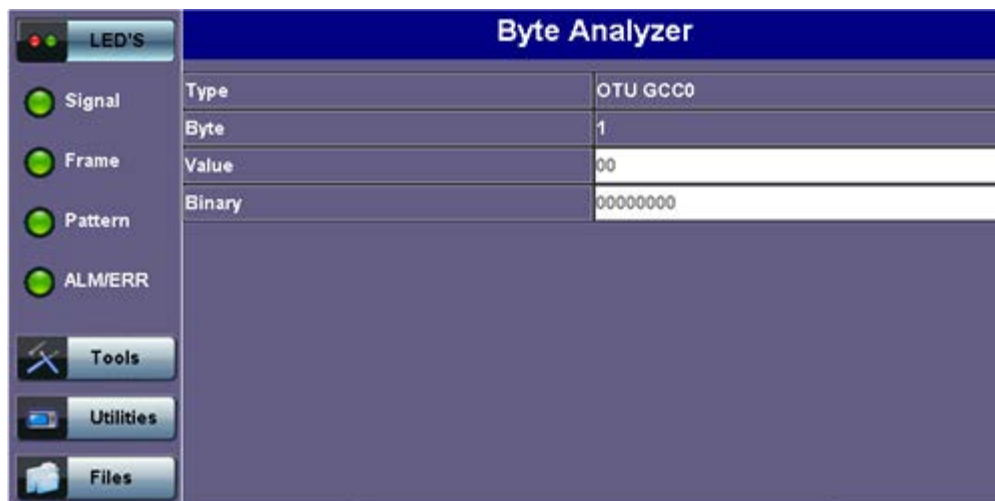 LED'S
Signal
Frame
Pattern
ALM/ERR
Tools
Utilities
Files
Byte Analyzer
Type OTU GCC0
Byte 1
Value 00
Binary 00000000